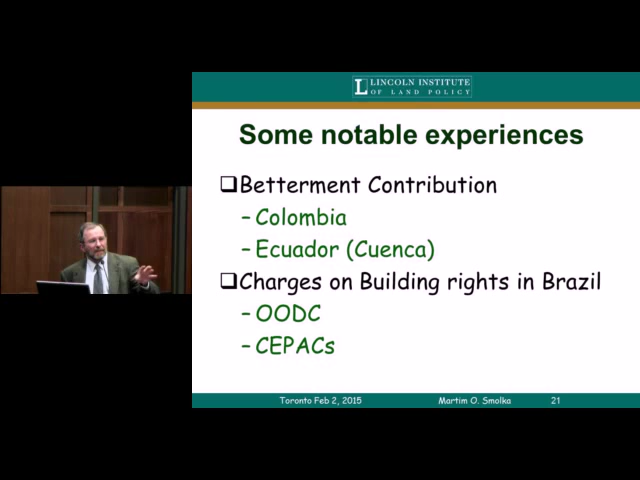 LINCOLN INSTITUTE
OF LAND POLICY
Some notable experiences
❑Betterment Contribution
–Colombia
–Ecuador (Cuenca)
❑Charges on Building rights in Brazil
–OODC
–CEPACs
Toronto Feb 2, 2015 Martim O. Smolka 21